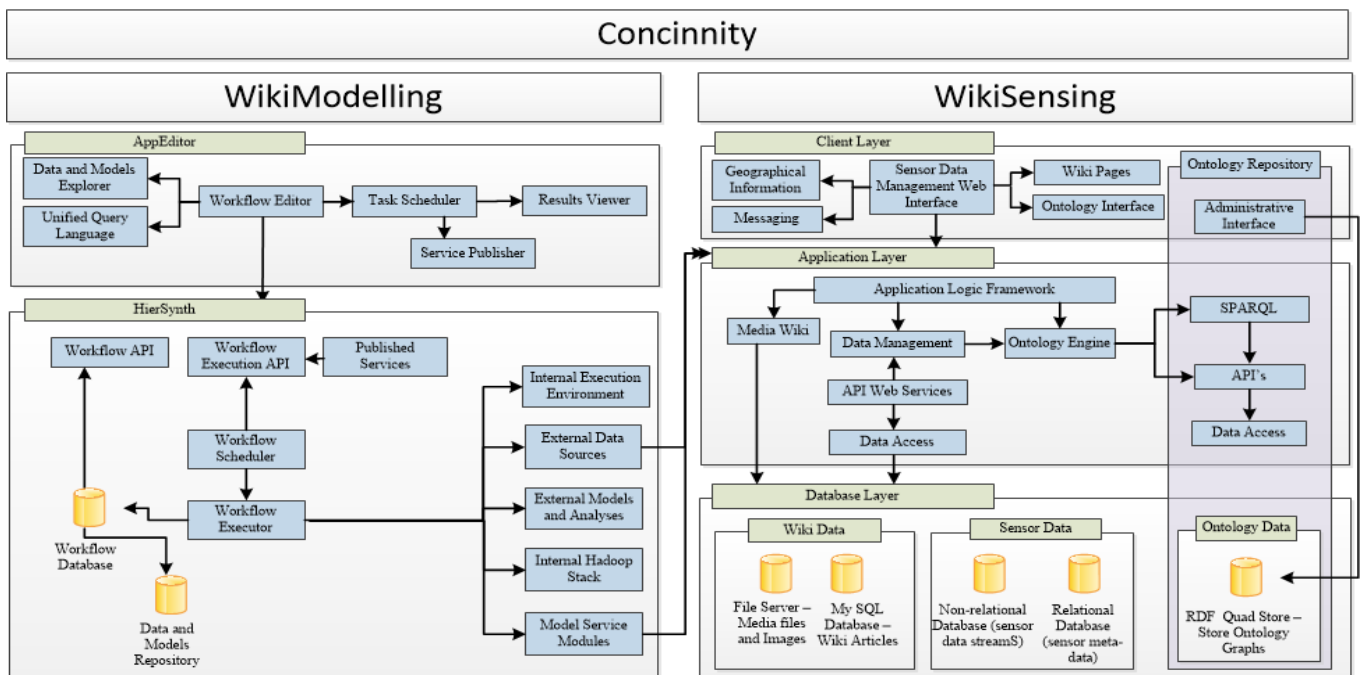 Concinnity
WikiModelling
AppEditor
Data and Models
Explorer
Unified Query
Language
Workflow Editor
Task Scheduler
Results Viewer
Service Publisher
HierSynth
Workflow API
Workflow
Execution API
Published
Services
Workflow
Scheduler
Workflow
Executor
Workflow
Database
Data and
Models
Repository
Internal Execution
Environment
External Data
Sources
External Models
and Analyses
Internal Hadoop
Stack
Model Service
Modules
WikiSensing
Client Layer
Geographical
Information
Messaging
Sensor Data
Management Web
Interface
Wiki Pages
Ontology Interface
Ontology Repository
Administrative
Interface
Application Layer
Application Logic Framework
Media Wiki
Data Management
Ontology Engine
API Web Services
Data Access
SPARQL
API's
Data Access
Database Layer
Wiki Data
File Server –
Media files
and Images
My SQL
Database –
Wiki Articles
Sensor Data
Non-relational
Database (sensor
data streamS)
Relational
Database
(sensor meta-
data)
Ontology Data
RDF Quad Store –
Store Ontology
Graphs